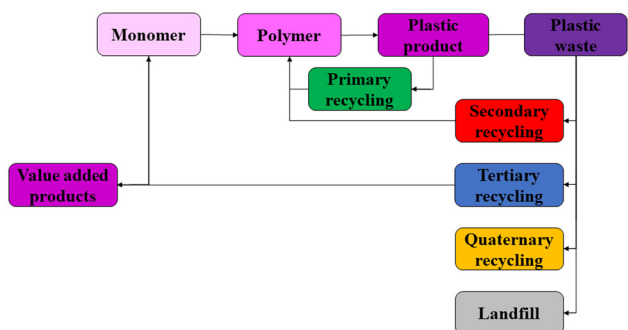 Monomer
Polymer
Plastic
product
Plastic
waste
Primary
recycling
Secondary
recycling
Value added
products
Tertiary
recycling
Quaternary
recycling
Landfill